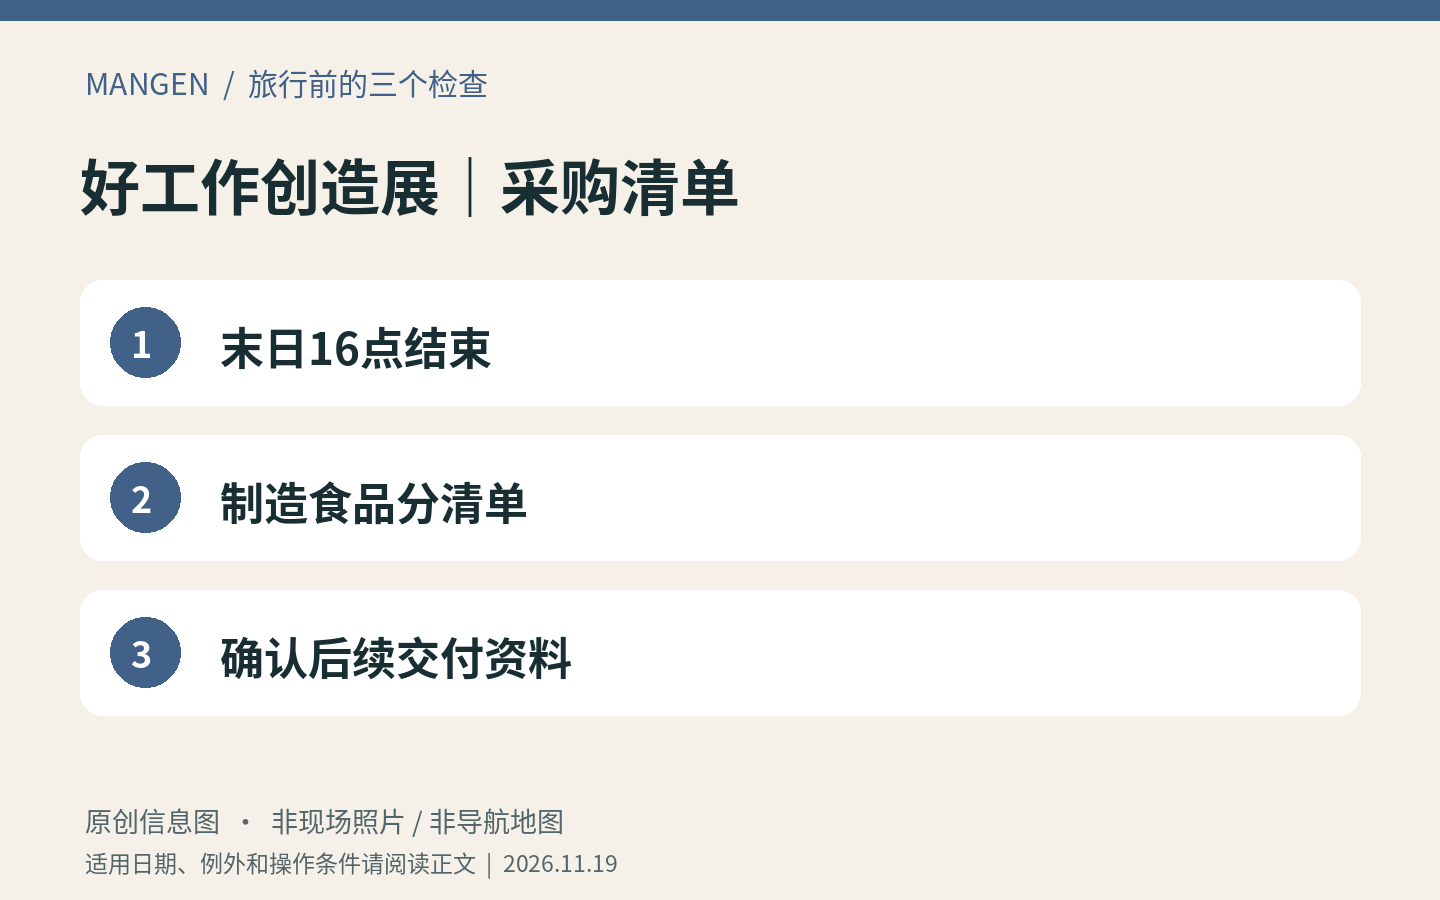 MANGEN / 旅行前的三个检查
好工作创造展｜采购清单
1 末日16点结束
2 制造食品分清单
3 确认后续交付资料
原创信息图 · 非现场照片 / 非导航地图
适用日期、例外和操作条件请阅读正文 | 2026.11.19